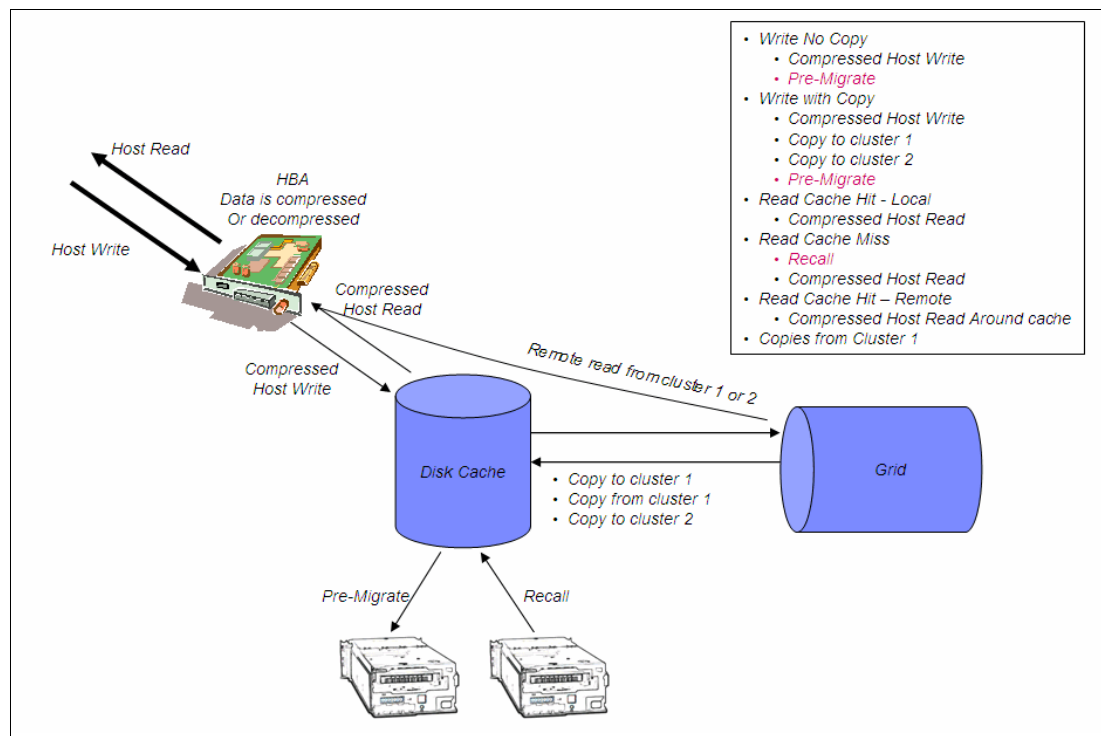 • Write No Copy
• Compressed Host Write
• Pre-Migrate
• Write with Copy
• Compressed Host Write
• Copy to cluster 1
• Copy to cluster 2
• Pre-Migrate
• Read Cache Hit - Local
• Compressed Host Read
• Read Cache Miss
• Recall
• Compressed Host Read
• Read Cache Hit – Remote
• Compressed Host Read Around cache
• Copies from Cluster 1
Host Read
HBA
Data is compressed
Or decompressed
Host Write
Compressed
Host Read
Compressed
Host Write
Remote read from cluster 1 or 2
Disk Cache
Grid
• Copy to cluster 1
• Copy from cluster 1
• Copy to cluster 2
Pre-Migrate
Recall